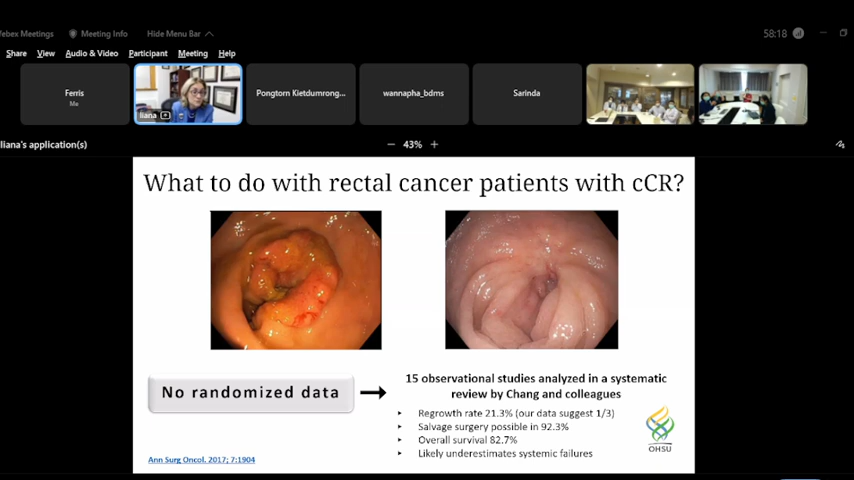 Webex Meetings Meeting Info Hide Menu Bar 58:18
Share View Audio & Video Participant Meeting Help
Ferris
Me
liana
Pongtorn Kietdumrong...
wannapha_bdms
Sarinda
liana's application(s)
− 43% +
What to do with rectal cancer patients with cCR?
No randomized data
15 observational studies analyzed in a systematic
review by Chang and colleagues
Regrowth rate 21.3% (our data suggest 1/3)
Salvage surgery possible in 92.3%
Overall survival 82.7%
Likely underestimates systemic failures
OHSU
Ann Surg Oncol. 2017; 7:1904